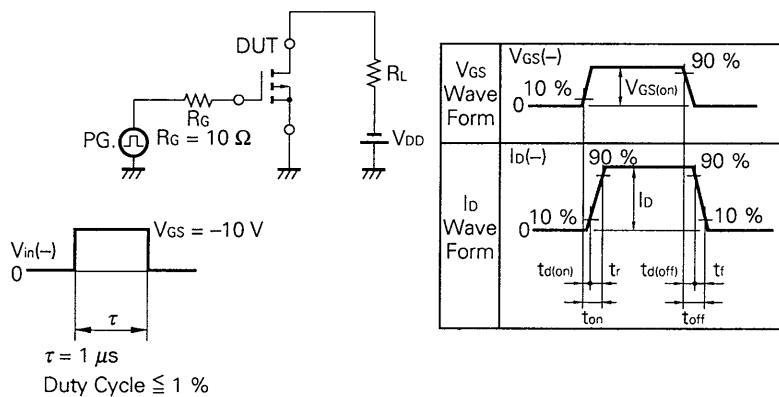 DUT
RL
RG
PG.
RG = 10 Ω
VDD
Vin(−)
0
VGS = −10 V
τ
τ = 1 μs
Duty Cycle ≦ 1 %
VGS
Wave
Form
VGS(−)
10 %
0
VGS(on)
90 %
ID
Wave
Form
ID(−)
90 %
90 %
10 %
0
ID
10 %
td(on)
tr
td(off)
tf
ton
toff